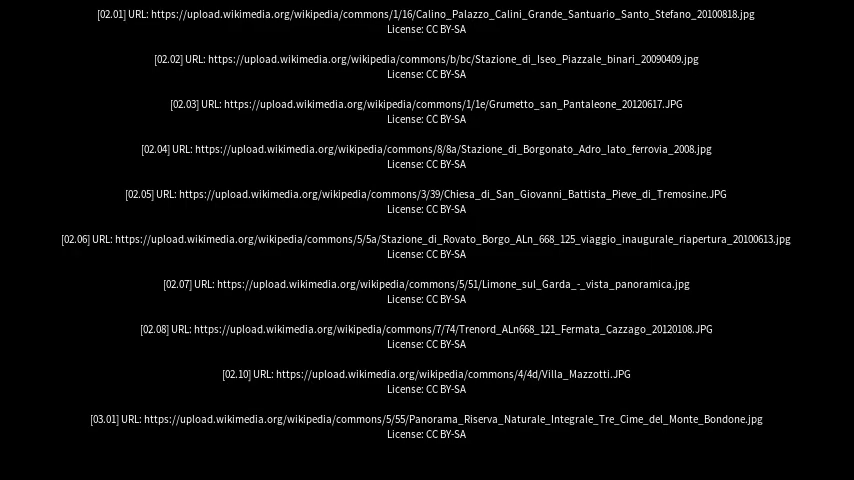 [02.01] URL: https://upload.wikimedia.org/wikipedia/commons/1/16/Calino_Palazzo_Calini_Grande_Santuario_Santo_Stefano_20100818.jpg
License: CC BY-SA
[02.02] URL: https://upload.wikimedia.org/wikipedia/commons/b/bc/Stazione_di_Iseo_Piazzale_binari_20090409.jpg
License: CC BY-SA
[02.03] URL: https://upload.wikimedia.org/wikipedia/commons/1/1e/Grumetto_san_Pantaleone_20120617.JPG
License: CC BY-SA
[02.04] URL: https://upload.wikimedia.org/wikipedia/commons/8/8a/Stazione_di_Borgonato_Adro_lato_ferrovia_2008.jpg
License: CC BY-SA
[02.05] URL: https://upload.wikimedia.org/wikipedia/commons/3/39/Chiesa_di_San_Giovanni_Battista_Pieve_di_Tremosine.JPG
License: CC BY-SA
[02.06] URL: https://upload.wikimedia.org/wikipedia/commons/5/5a/Stazione_di_Rovato_Borgo_ALn_668_125_viaggio_inaugurale_riapertura_20100613.jpg
License: CC BY-SA
[02.07] URL: https://upload.wikimedia.org/wikipedia/commons/5/51/Limone_sul_Garda_-_vista_panoramica.jpg
License: CC BY-SA
[02.08] URL: https://upload.wikimedia.org/wikipedia/commons/7/74/Trenord_ALn668_121_Fermata_Cazzago_20120108.JPG
License: CC BY-SA
[02.10] URL: https://upload.wikimedia.org/wikipedia/commons/4/4d/Villa_Mazzotti.JPG
License: CC BY-SA
[03.01] URL: https://upload.wikimedia.org/wikipedia/commons/5/55/Panorama_Riserva_Naturale_Integrale_Tre_Cime_del_Monte_Bondone.jpg
License: CC BY-SA